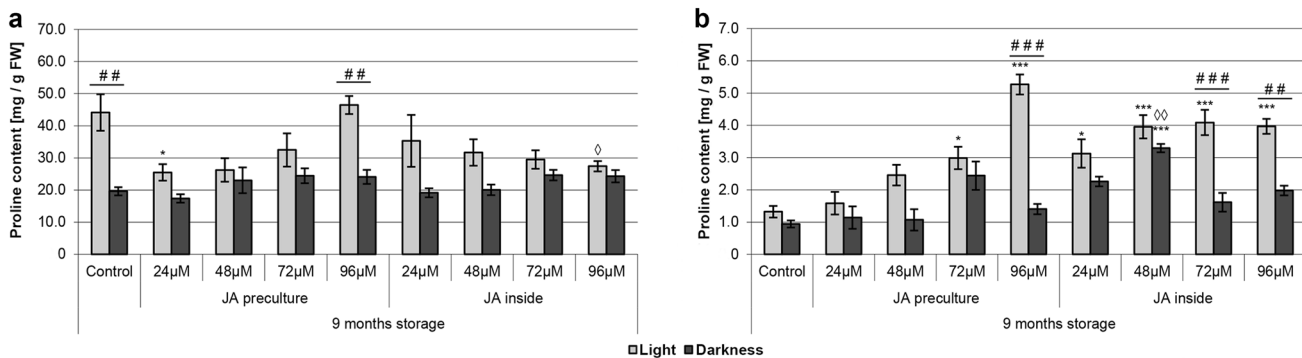 a
Proline content [mg / g FW]
70.0
60.0
50.0
40.0
30.0
20.0
10.0
0
# #
*
# #
◊
Control 24µM 48µM 72µM 96µM 24µM 48µM 72µM 96µM
JA preculture JA inside
9 months storage
b
Proline content [mg / g FW]
7.0
6.0
5.0
4.0
3.0
2.0
1.0
0.0
*
# # #
***
*
***
◊◊
***
# # #
***
# #
***
Control 24µM 48µM 72µM 96µM 24µM 48µM 72µM 96µM
JA preculture JA inside
9 months storage
Light Darkness